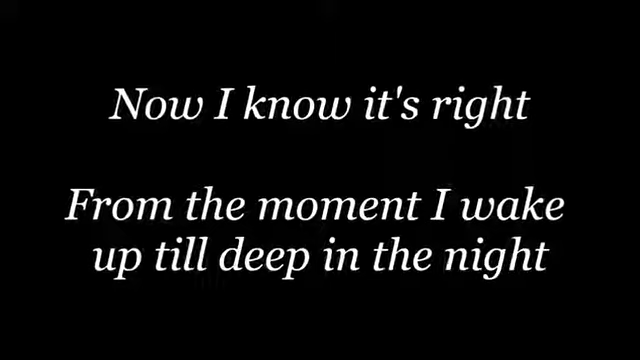 Now I know it's right
From the moment I wake
up till deep in the night